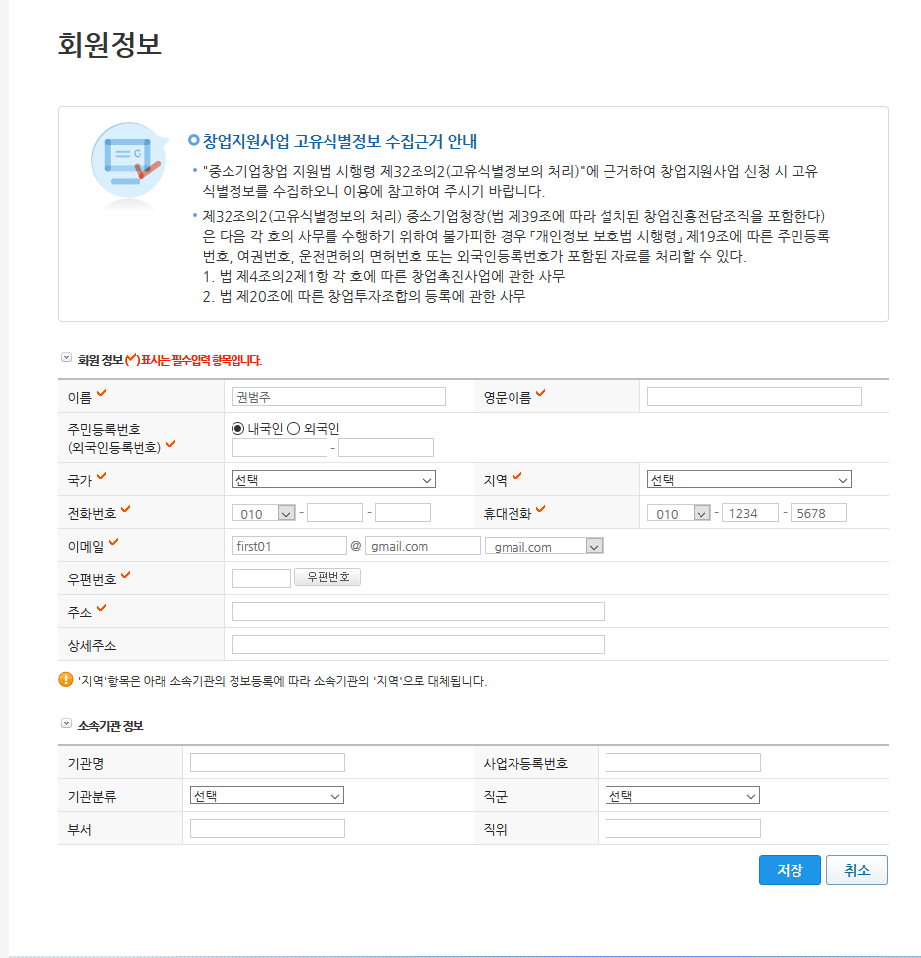 회원정보
창업지원사업 고유식별정보 수집근거 안내
"중소기업창업 지원법 시행령 제32조의2(고유식별정보의 처리)"에 근거하여 창업지원사업 신청 시 고유
식별정보를 수집하오니 이용에 참고하여 주시기 바랍니다.
제32조의2(고유식별정보의 처리) 중소기업청장(법 제39조에 따라 설치된 창업진흥전담조직을 포함한다)
은 다음 각 호의 사무를 수행하기 위하여 불가피한 경우 「개인정보 보호법 시행령」 제19조에 따른 주민등록
번호, 여권번호, 운전면허의 면허번호 또는 외국인등록번호가 포함된 자료를 처리할 수 있다.
1. 법 제4조의2제1항 각 호에 따른 창업촉진사업에 관한 사무
2. 법 제20조에 따른 창업투자조합의 등록에 관한 사무
회원 정보 (✔)표시는 필수입력 항목입니다.
이름 권범주 영문이름
주민등록번호
(외국인등록번호) 내국인 외국인
-
국가 선택 지역 선택
전화번호 010 - - 휴대전화 010 - 1234 - 5678
이메일 first01 @ gmail.com gmail.com
우편번호 우편번호
주소
상세주소
'지역'항목은 아래 소속기관의 정보등록에 따라 소속기관의 '지역'으로 대체됩니다.
소속기관 정보
기관명 사업자등록번호
기관분류 선택 직군 선택
부서 직위
저장 취소